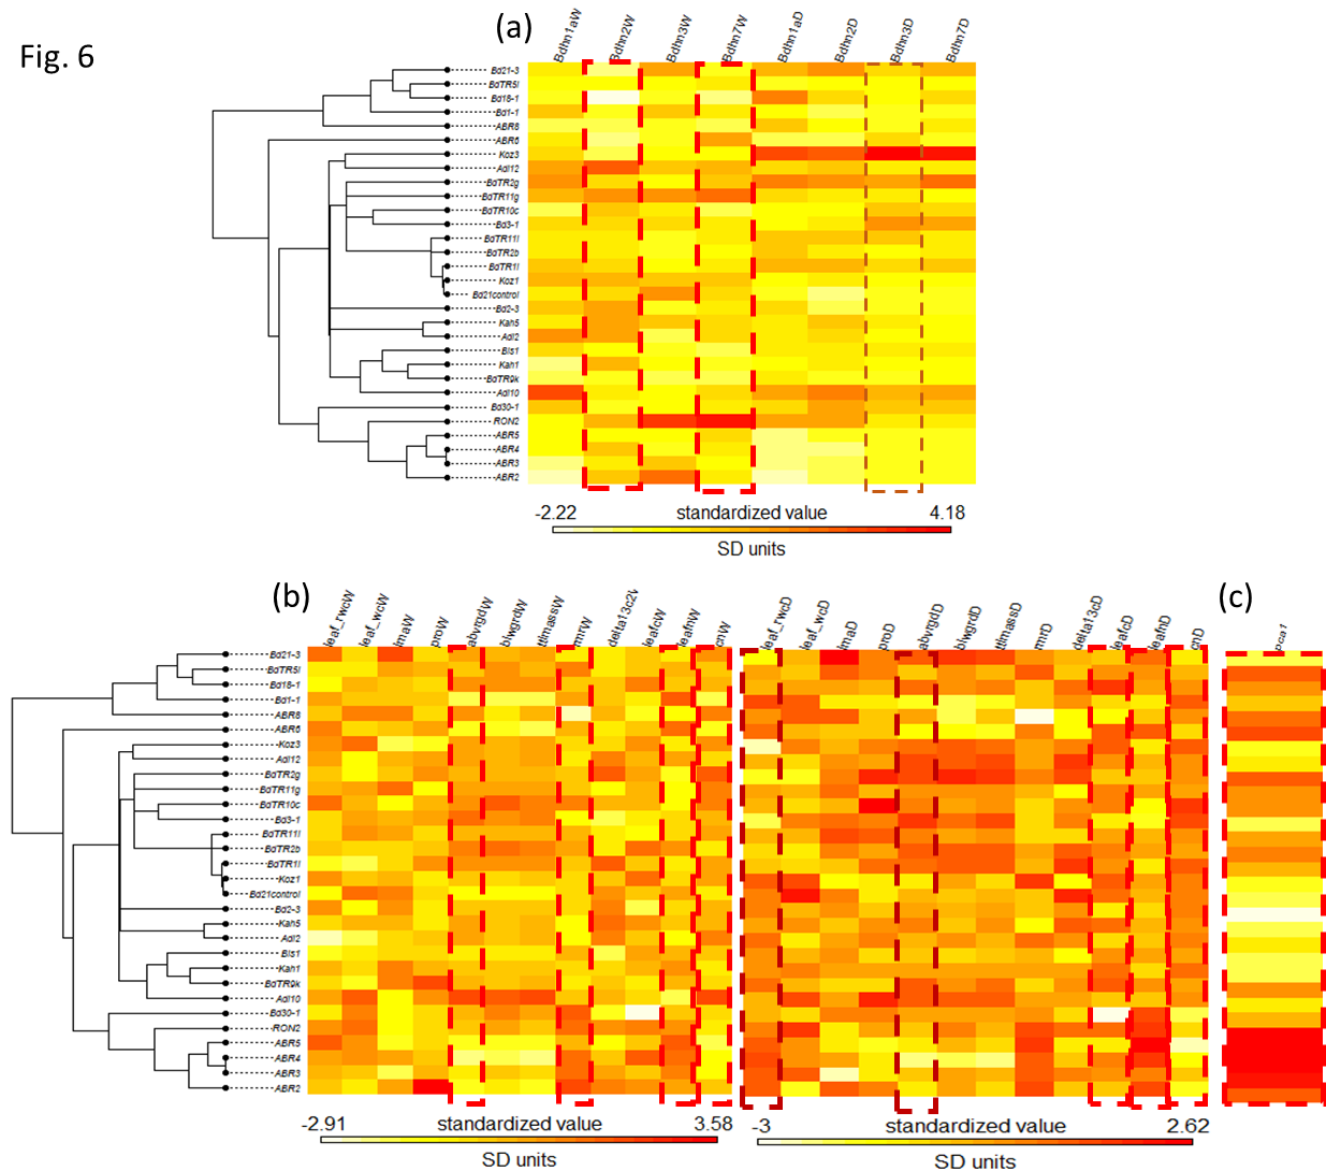 Fig. 6
(a)
Bdhn1aW
Bdhn2W
Bdhn3W
Bdhn7W
Bdhn1aD
Bdhn2D
Bdhn3D
Bdhn7D
Bd21-3
BdTR5I
Bd18-1
Bd1-1
ABR8
ABR6
Koz3
Adi12
BdTR2g
BdTR11g
BdTR10c
Bd3-1
BdTR11I
BdTR2b
BdTR1I
Koz1
Bd21control
Bd2-3
Kah5
Adi2
Bis1
Kah1
BdTR9k
Adi10
Bd30-1
RON2
ABR5
ABR4
ABR3
ABR2
-2.22 standardized value 4.18
SD units
(b)
leaf_rwcW
leaf_wcW
lmaW
proW
abvrgdW
blwgrdW
ttlmassW
rmrW
delta13c2W
leafcW
leafnW
cnW
leaf_rwcD
leaf_wcD
lmaD
proD
abvrgdD
blwgrdD
ttlmassD
rmrD
delta13cD
leafcD
leafnD
cnD
(c)
pca1
Bd21-3
BdTR5I
Bd18-1
Bd1-1
ABR8
ABR6
Koz3
Adi12
BdTR2g
BdTR11g
BdTR10c
Bd3-1
BdTR11I
BdTR2b
BdTR1I
Koz1
Bd21control
Bd2-3
Kah5
Adi2
Bis1
Kah1
BdTR9k
Adi10
Bd30-1
RON2
ABR5
ABR4
ABR3
ABR2
-2.91 standardized value 3.58
SD units
-3 standardized value 2.62
SD units